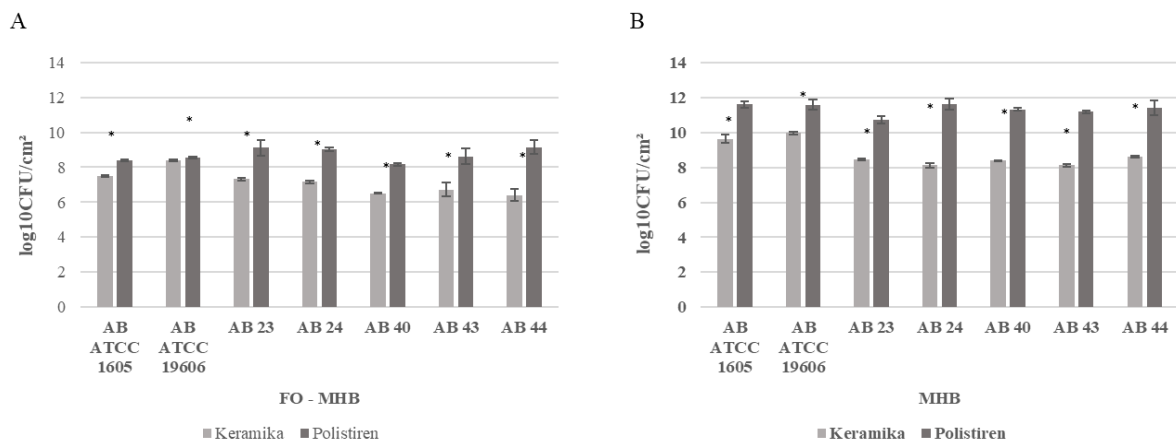 A
log10CFU/cm²
14
12
10
8
6
4
2
0
*
*
*
*
*
*
*
AB ATCC 1605
AB ATCC 19606
AB 23
AB 24
AB 40
AB 43
AB 44
FO - MHB
Keramika
Polistiren
B
log10CFU/cm²
14
12
10
8
6
4
2
0
*
*
*
*
*
*
*
AB ATCC 1605
AB ATCC 19606
AB 23
AB 24
AB 40
AB 43
AB 44
MHB
Keramika
Polistiren